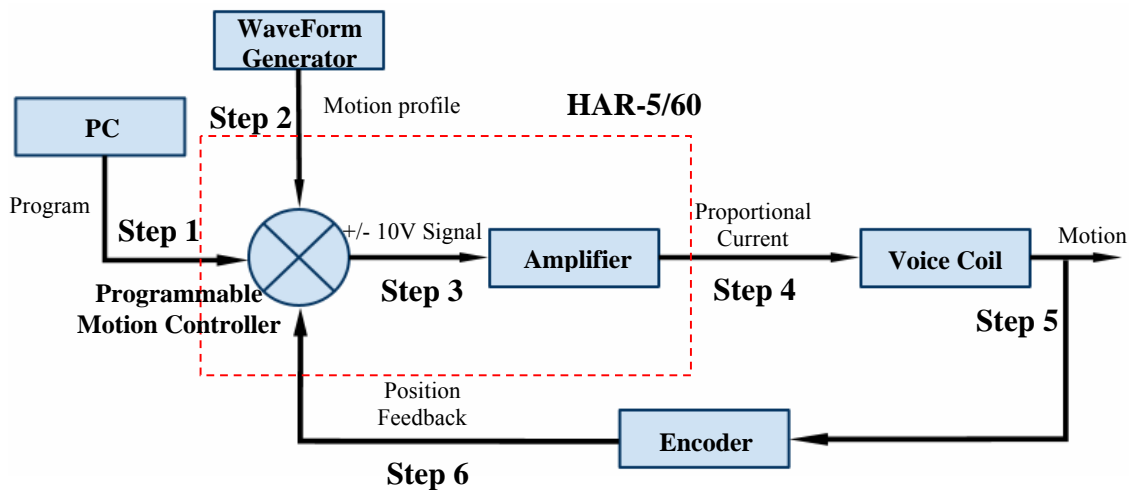 WaveForm
Generator
Motion profile
HAR-5/60
Step 2
PC
Program
Step 1
+/- 10V Signal
Proportional
Current
Motion
Amplifier
Voice Coil
Programmable
Motion Controller
Step 3
Step 4
Step 5
Position
Feedback
Encoder
Step 6